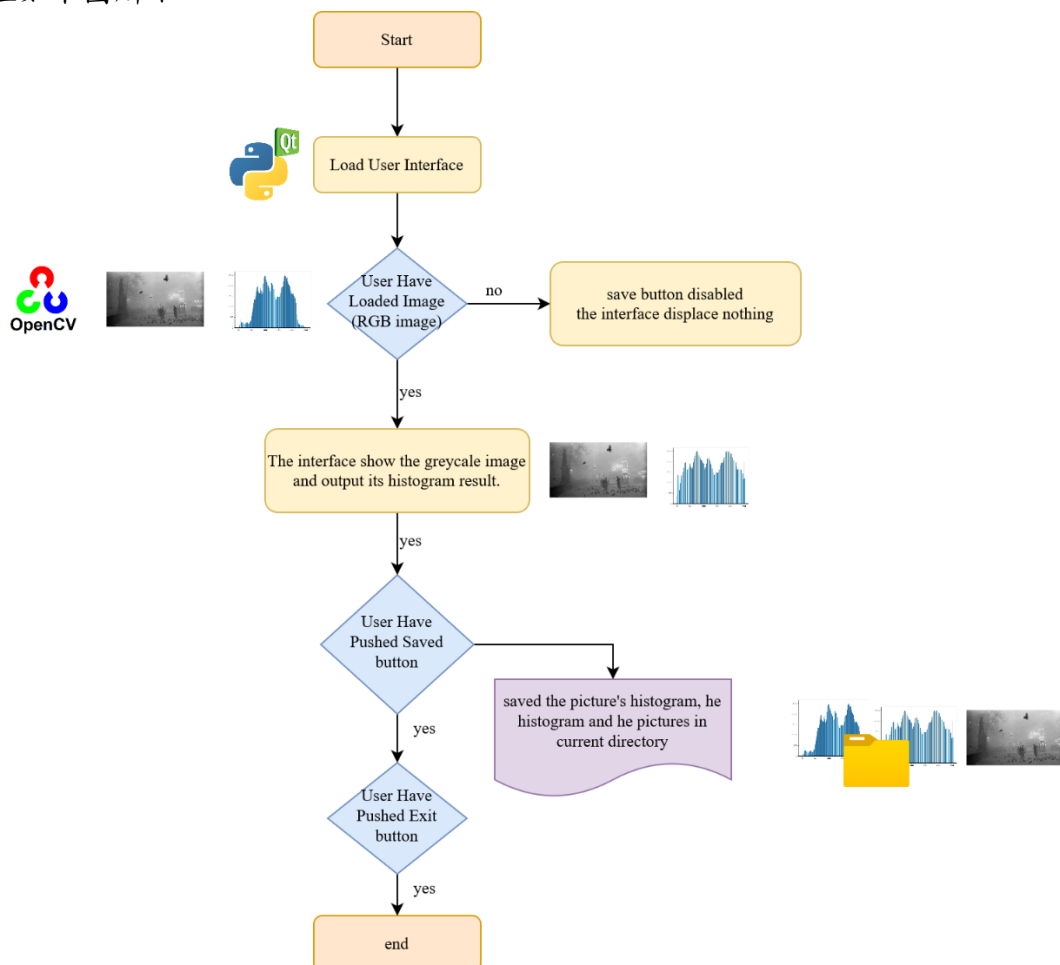 Start
Qt
Load User Interface
User Have
Loaded Image
(RGB image)
no
save button disabled
the interface displace nothing
OpenCV
yes
The interface show the greycale image
and output its histogram result.
yes
User Have
Pushed Saved
button
saved the picture's histogram, he
histogram and he pictures in
current directory
yes
User Have
Pushed Exit
button
yes
end